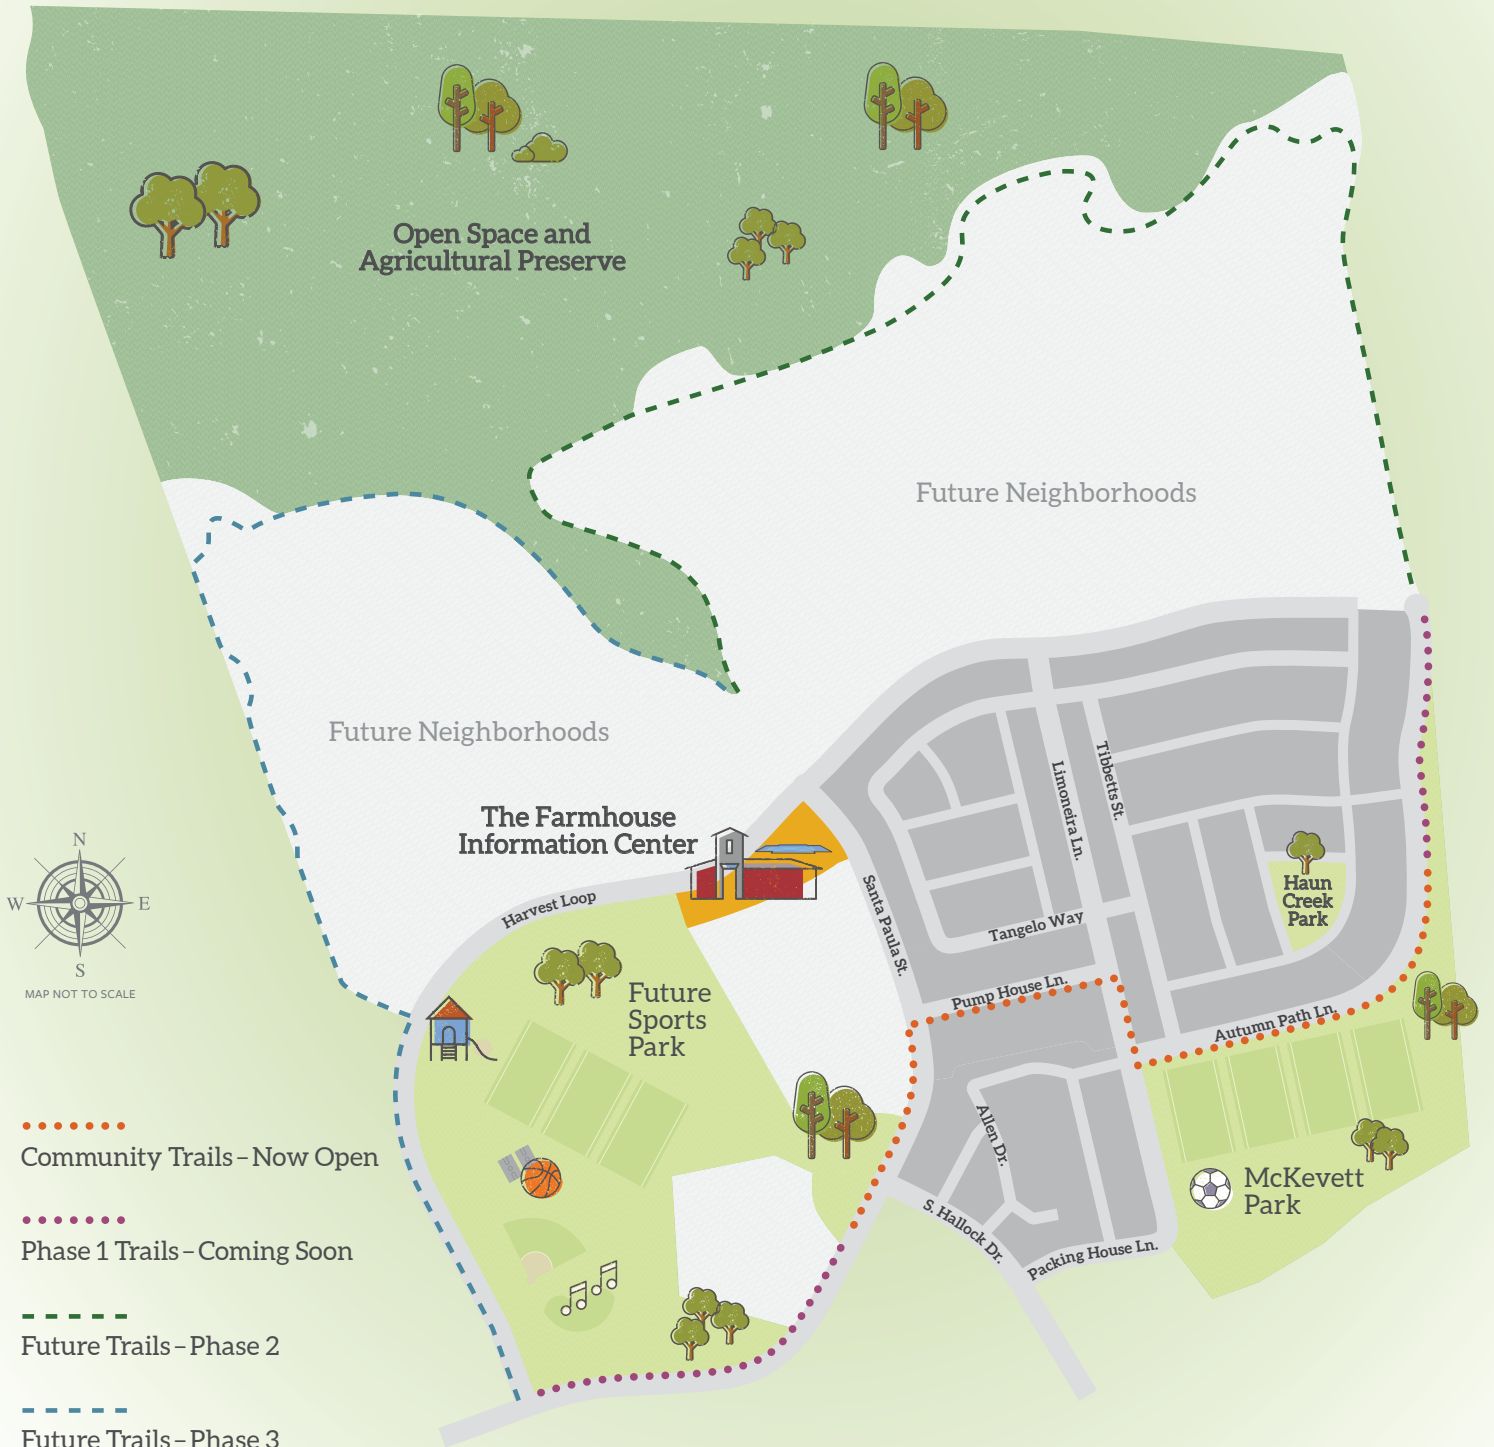 Open Space and
Agricultural Preserve
Future Neighborhoods
Future Neighborhoods
The Farmhouse
Information Center
Harvest Loop
Limoneira Ln.
Tibbetts St.
Santa Paula St.
Tangelo Way
Pump House Ln.
Haun
Creek
Park
Autumn Path Ln.
Allen Dr.
S. Hallock Dr.
Packing House Ln.
McKevett
Park
Future
Sports
Park
N
W
E
S
MAP NOT TO SCALE
Community Trails – Now Open
Phase 1 Trails – Coming Soon
Future Trails – Phase 2
Future Trails – Phase 3